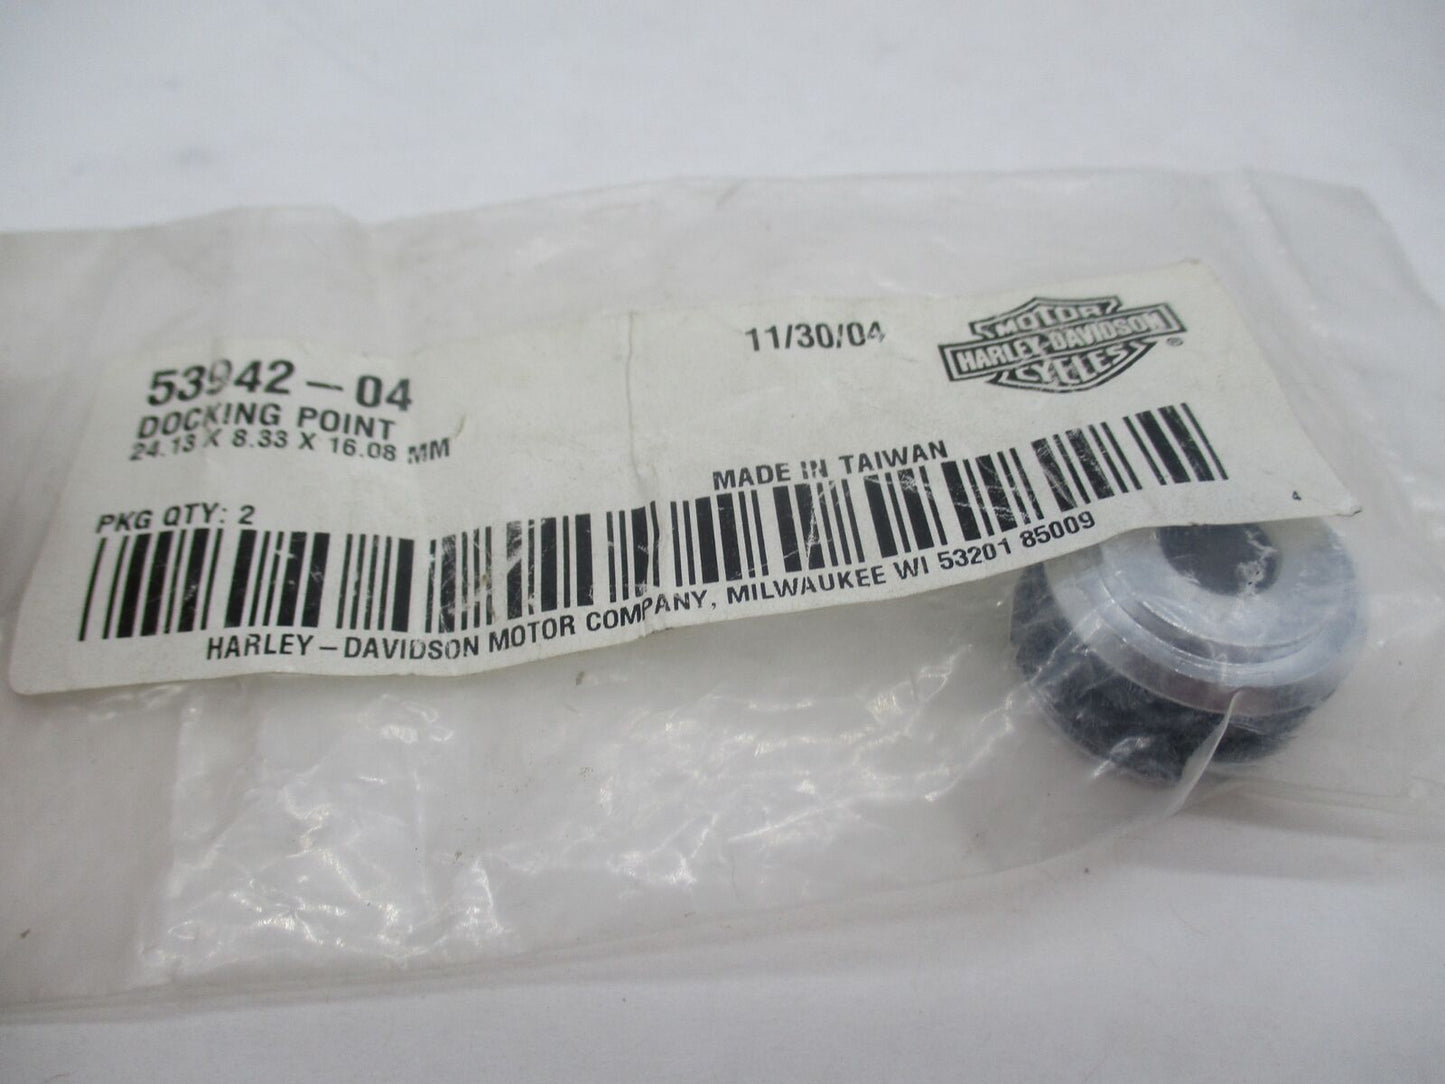 53942-04
DOCKING POINT
24.13 X 8.33 X 16.08 MM
11/30/04
MOTOR
HARLEY-DAVIDSON
CYCLES
®
PKG QTY: 2
MADE IN TAIWAN
4
HARLEY-DAVIDSON MOTOR COMPANY, MILWAUKEE WI 53201 85009